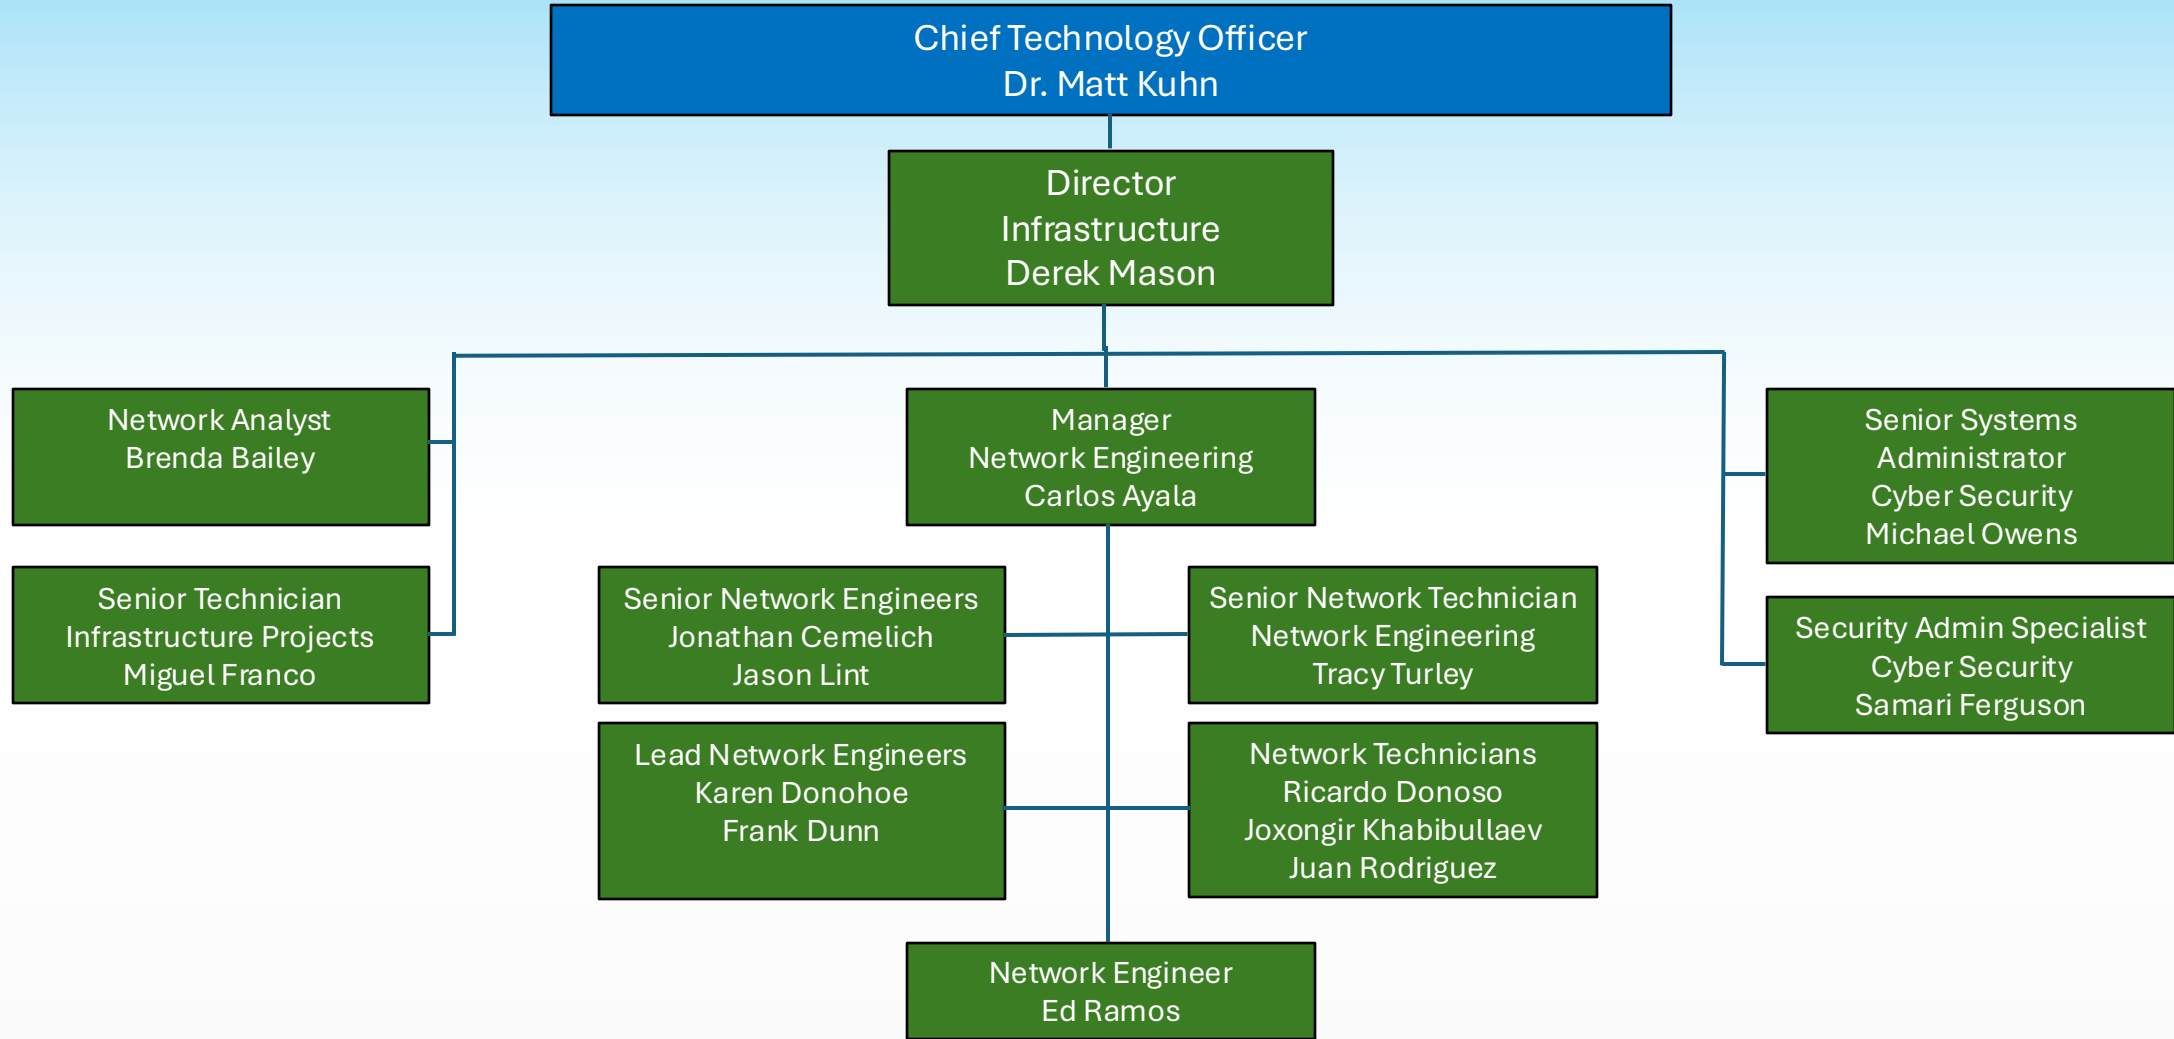 Chief Technology Officer
Dr. Matt Kuhn
Director
Infrastructure
Derek Mason
Network Analyst
Brenda Bailey
Manager
Network Engineering
Carlos Ayala
Senior Systems
Administrator
Cyber Security
Michael Owens
Senior Technician
Infrastructure Projects
Miguel Franco
Senior Network Engineers
Jonathan Cemelich
Jason Lint
Senior Network Technician
Network Engineering
Tracy Turley
Security Admin Specialist
Cyber Security
Samari Ferguson
Lead Network Engineers
Karen Donohoe
Frank Dunn
Network Technicians
Ricardo Donoso
Joxongir Khabibullaev
Juan Rodriguez
Network Engineer
Ed Ramos